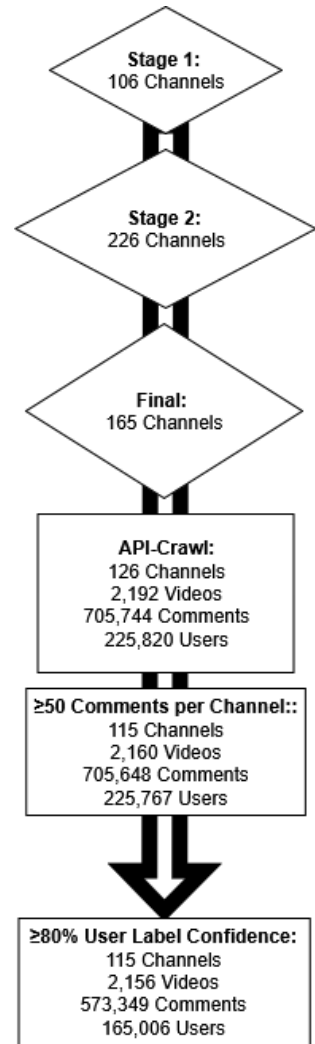 Stage 1:
106 Channels
Stage 2:
226 Channels
Final:
165 Channels
API-Crawl:
126 Channels
2,192 Videos
705,744 Comments
225,820 Users
≥50 Comments per Channel::
115 Channels
2,160 Videos
705,648 Comments
225,767 Users
≥80% User Label Confidence:
115 Channels
2,156 Videos
573,349 Comments
165,006 Users